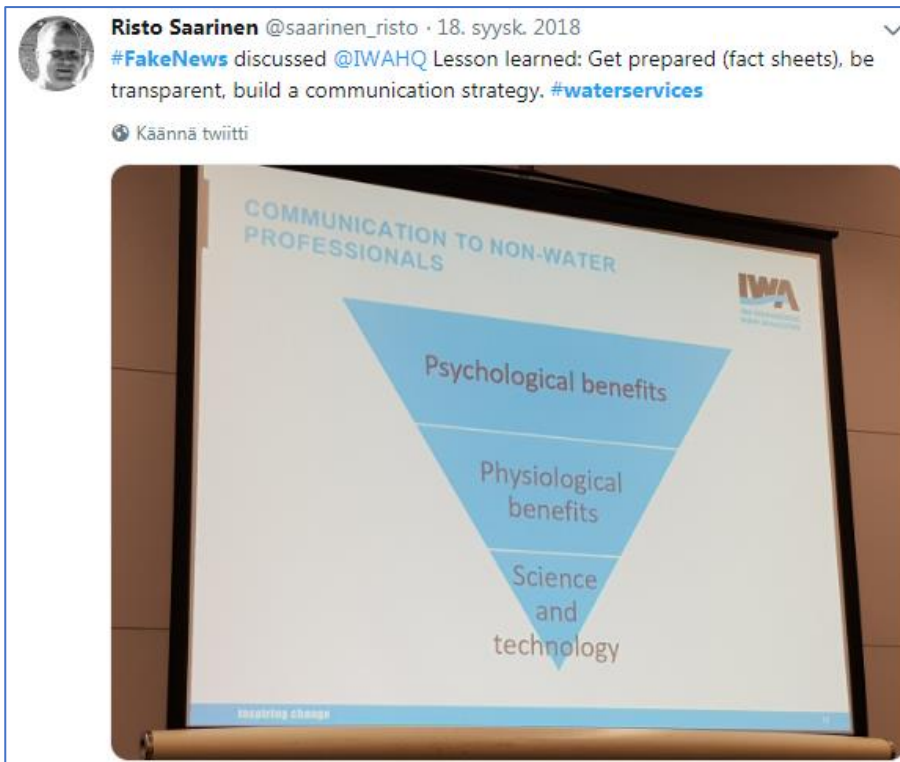 Risto Saarinen @saarinen_risto · 18. syysk. 2018
#FakeNews discussed @IWAHQ Lesson learned: Get prepared (fact sheets), be
transparent, build a communication strategy. #waterservices
Käännä twiitti
COMMUNICATION TO NON-WATER
PROFESSIONALS
IWA
Psychological benefits
Physiological
benefits
Science
and
technology
Inspiring change